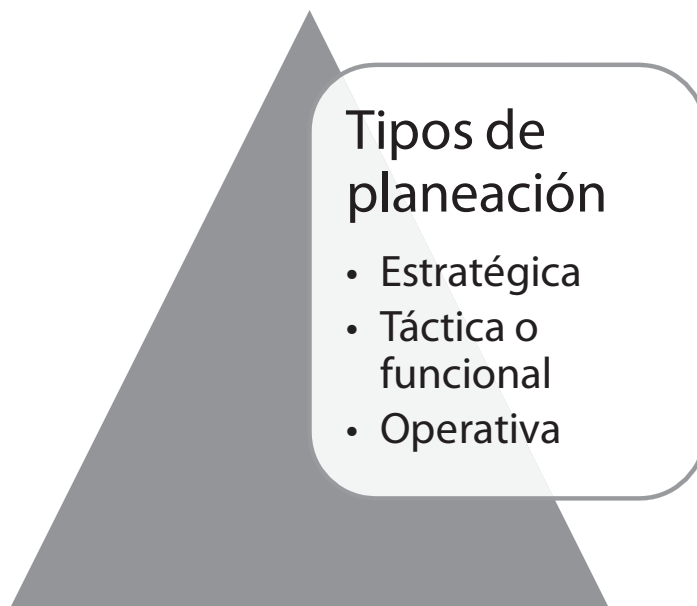 Tipos de
planeación
• Estratégica
• Táctica o
funcional
• Operativa